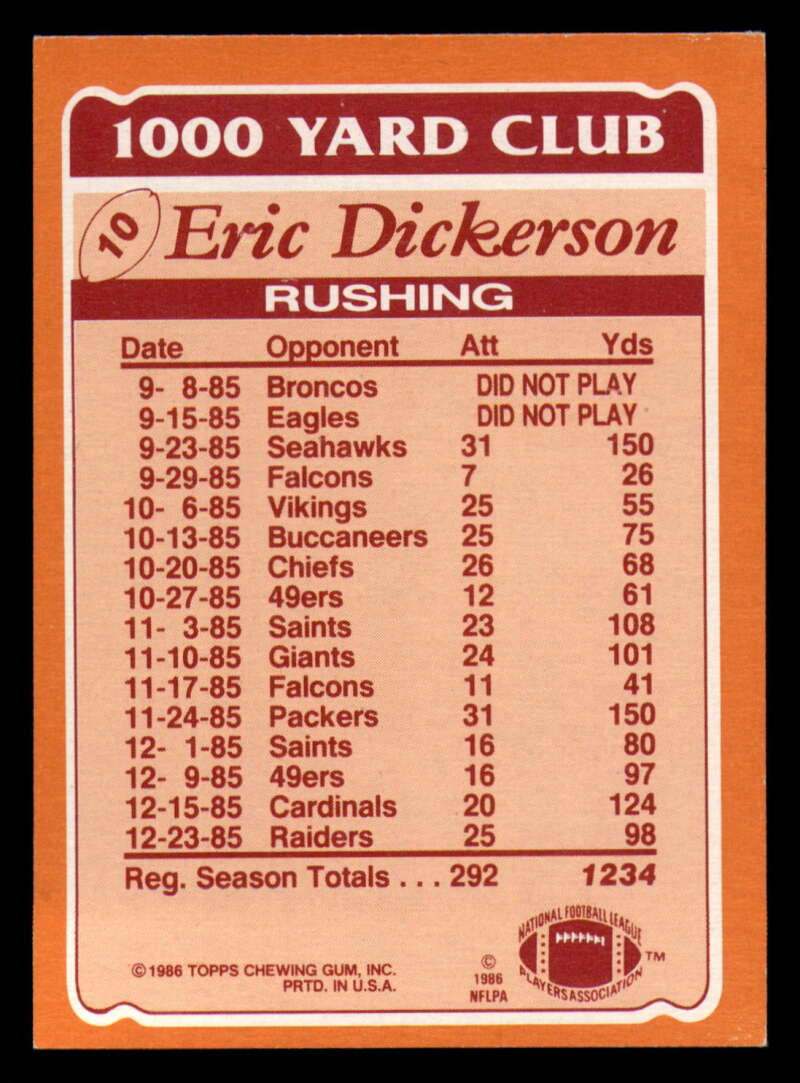 1000 YARD CLUB
10 Eric Dickerson
RUSHING
Date Opponent Att Yds
9- 8-85 Broncos DID NOT PLAY
9-15-85 Eagles DID NOT PLAY
9-23-85 Seahawks 31 150
9-29-85 Falcons 7 26
10- 6-85 Vikings 25 55
10-13-85 Buccaneers 25 75
10-20-85 Chiefs 26 68
10-27-85 49ers 12 61
11- 3-85 Saints 23 108
11-10-85 Giants 24 101
11-17-85 Falcons 11 41
11-24-85 Packers 31 150
12- 1-85 Saints 16 80
12- 9-85 49ers 16 97
12-15-85 Cardinals 20 124
12-23-85 Raiders 25 98
Reg. Season Totals . . . 292 1234
© 1986 TOPPS CHEWING GUM, INC.
PRTD. IN U.S.A.
©
1986
NFLPA
NATIONAL FOOTBALL LEAGUE
PLAYERS ASSOCIATION
TM